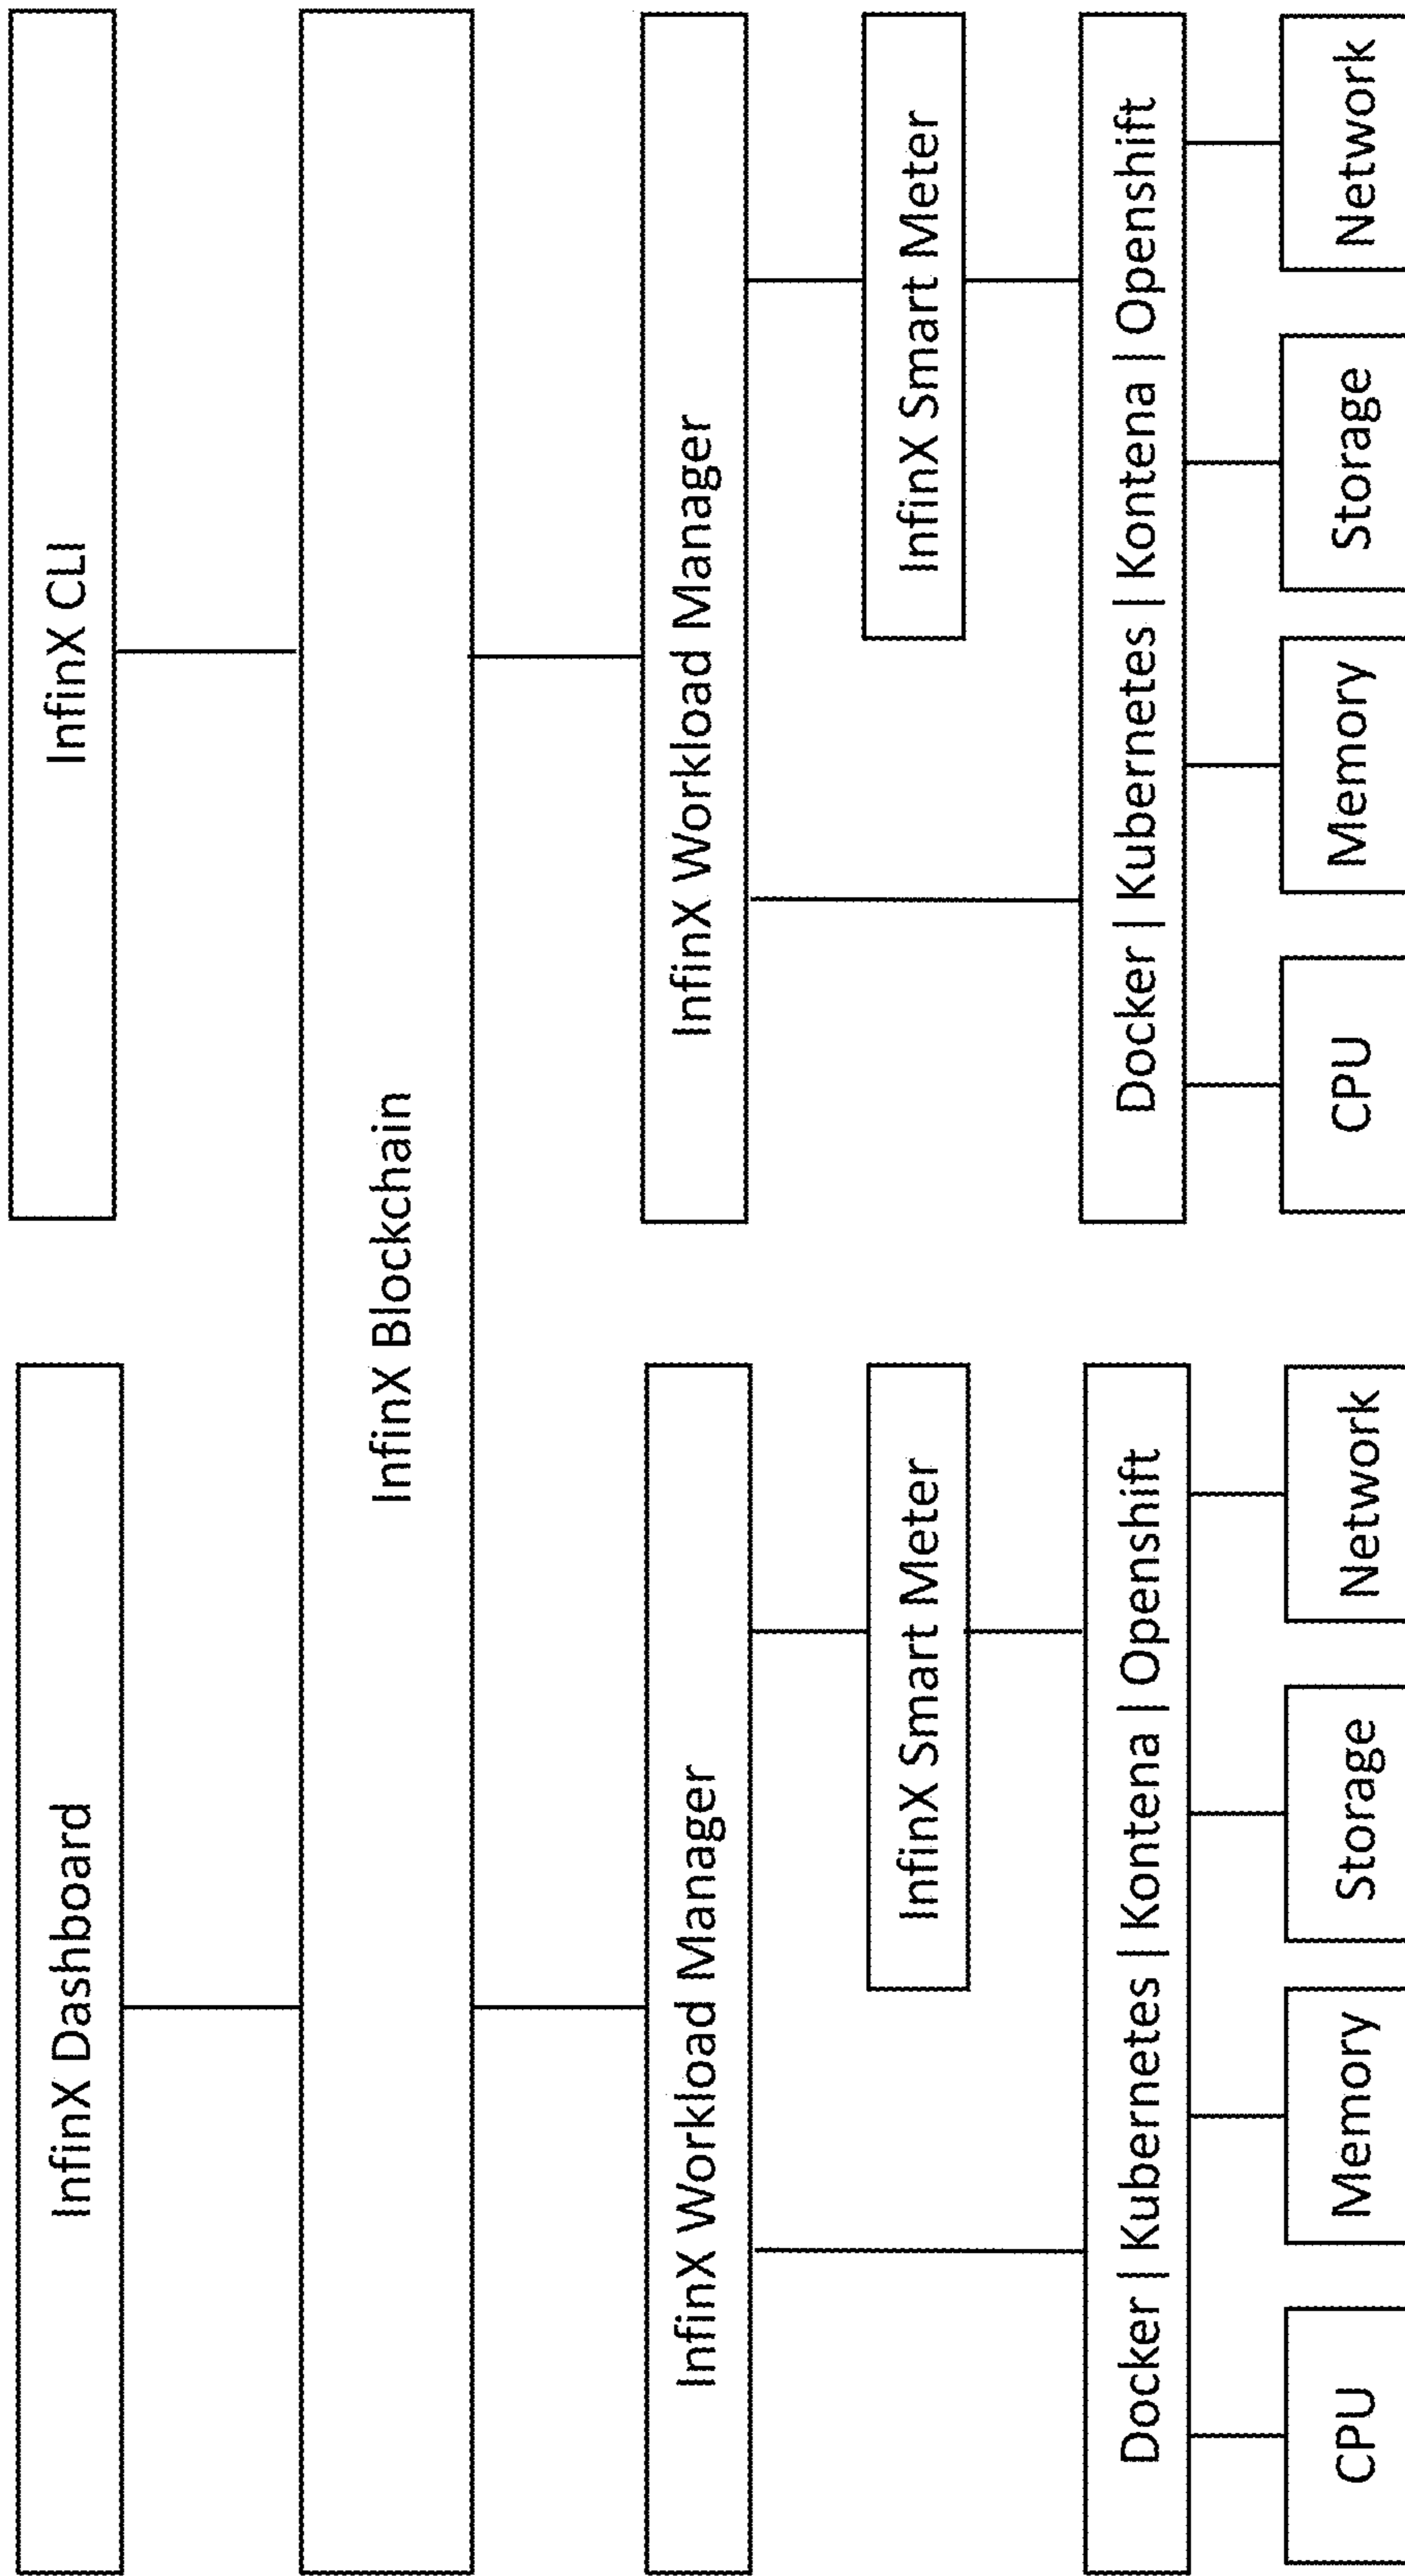 InfinX Dashboard
InfinX CLI
InfinX Blockchain
InfinX Workload Manager
InfinX Workload Manager
InfinX Smart Meter
InfinX Smart Meter
Docker | Kubernetes | Kontena | Openshift
Docker | Kubernetes | Kontena | Openshift
CPU
Memory
Storage
Network
CPU
Memory
Storage
Network